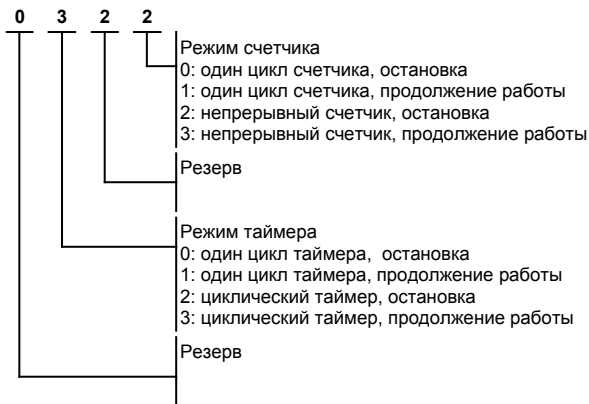 0 3 2 2
Режим счетчика
0: один цикл счетчика, остановка
1: один цикл счетчика, продолжение работы
2: непрерывный счетчик, остановка
3: непрерывный счетчик, продолжение работы
Резерв
Режим таймера
0: один цикл таймера, остановка
1: один цикл таймера, продолжение работы
2: циклический таймер, остановка
3: циклический таймер, продолжение работы
Резерв